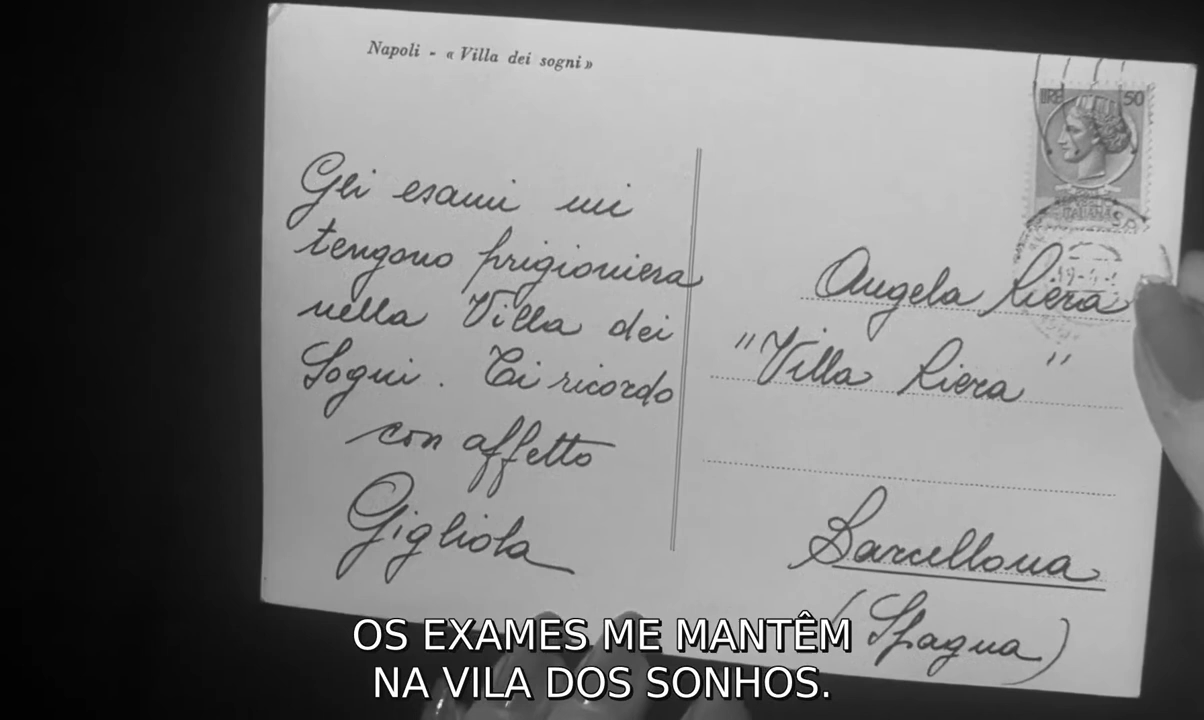 Napoli - « Villa dei sogni »
LIRE 50
Gli esami mi
tengono prigioniera
nella Villa dei
Sogni. Ti ricordo
con affetto
Gigliola
Angela Riera
"Villa Riera"
Barcellona
(Spagna)
OS EXAMES ME MANTÊM
NA VILA DOS SONHOS.